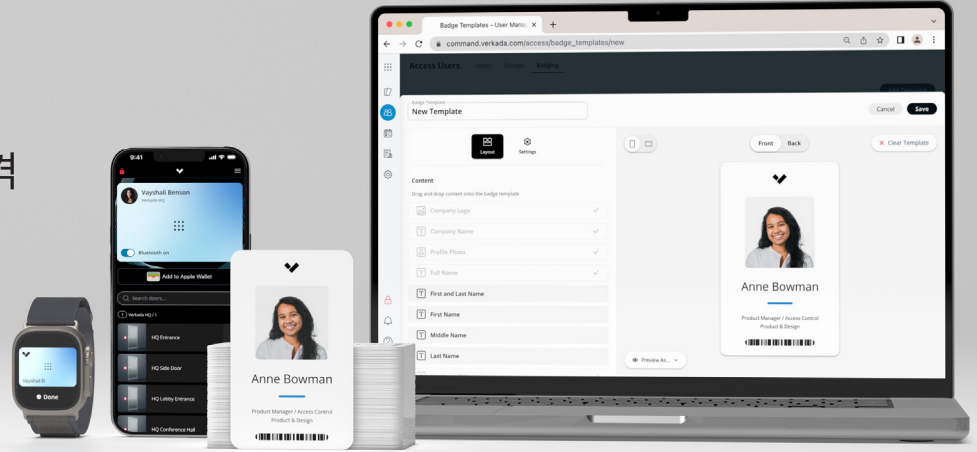 격
9:41
Vayshali Benson
Verkada HQ
Bluetooth on
Add to Apple Wallet
Search doors...
Verkada HQ / 1
HQ Entrance
HQ Side Door
HQ Lobby Entrance
HQ Conference Hall
Vayshali B.
Done
Anne Bowman
Product Manager / Access Control
Product & Design
Badge Templates – User Manag
command.verkada.com/access/badge_templates/new
Access Users
Users
Groups
Badging
Badge Template
New Template
Cancel
Save
Layout
Settings
Front
Back
Clear Template
Content
Drag and drop content onto the badge template
Company Logo
Company Name
Profile Photo
Full Name
First and Last Name
First Name
Middle Name
Last Name
Preview As...
Anne Bowman
Product Manager / Access Control
Product & Design